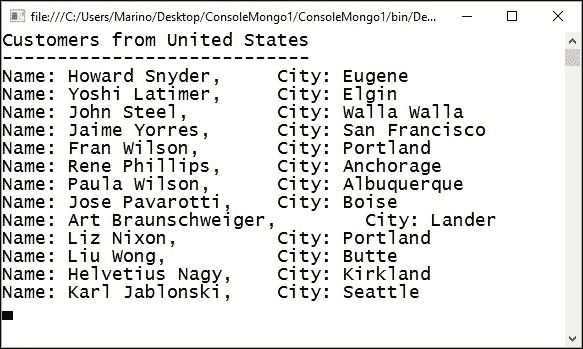 file:///C:/Users/Marino/Desktop/ConsoleMongo1/ConsoleMongo1/bin/De...
Customers from United States
----------------------------
Name: Howard Snyder,     City: Eugene
Name: Yoshi Latimer,     City: Elgin
Name: John Steel,        City: Walla Walla
Name: Jaime Yorres,      City: San Francisco
Name: Fran Wilson,       City: Portland
Name: Rene Phillips,     City: Anchorage
Name: Paula Wilson,      City: Albuquerque
Name: Jose Pavarotti,    City: Boise
Name: Art Braunschweiger,        City: Lander
Name: Liz Nixon,         City: Portland
Name: Liu Wong,          City: Butte
Name: Helvetius Nagy,    City: Kirkland
Name: Karl Jablonski,    City: Seattle